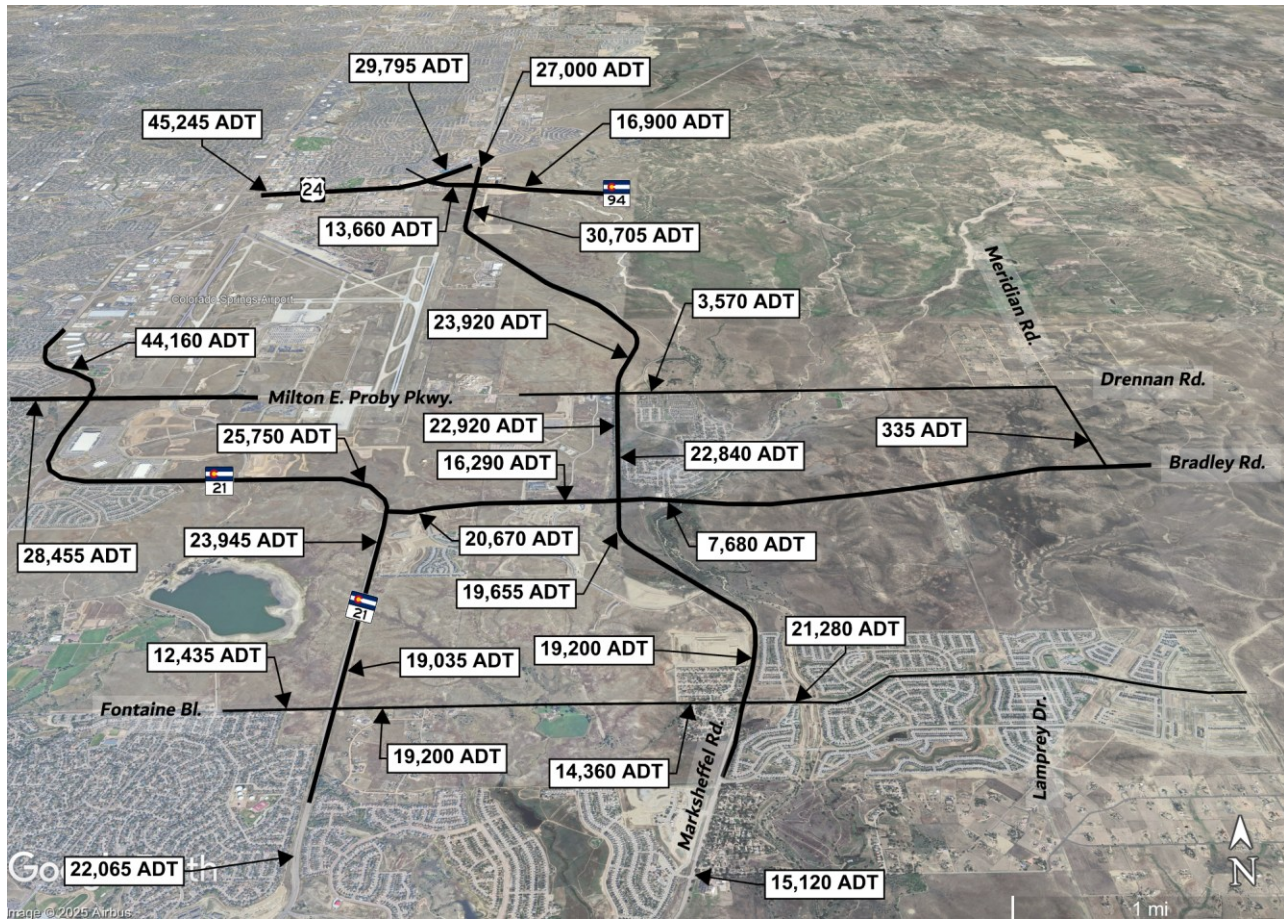 29,795 ADT
27,000 ADT
45,245 ADT
16,900 ADT
24
94
13,660 ADT
30,705 ADT
Colorado Springs Airport
Meridian Rd.
3,570 ADT
23,920 ADT
44,160 ADT
Milton E. Proby Pkwy.
Drennan Rd.
25,750 ADT
22,920 ADT
335 ADT
16,290 ADT
22,840 ADT
Bradley Rd.
21
28,455 ADT
23,945 ADT
20,670 ADT
7,680 ADT
19,655 ADT
21
12,435 ADT
19,035 ADT
19,200 ADT
21,280 ADT
Fontaine Bl.
19,200 ADT
14,360 ADT
Marksheffel Rd.
Lamprey Dr.
22,065 ADT
15,120 ADT
N
1 mi
mage © 2025 Airbus